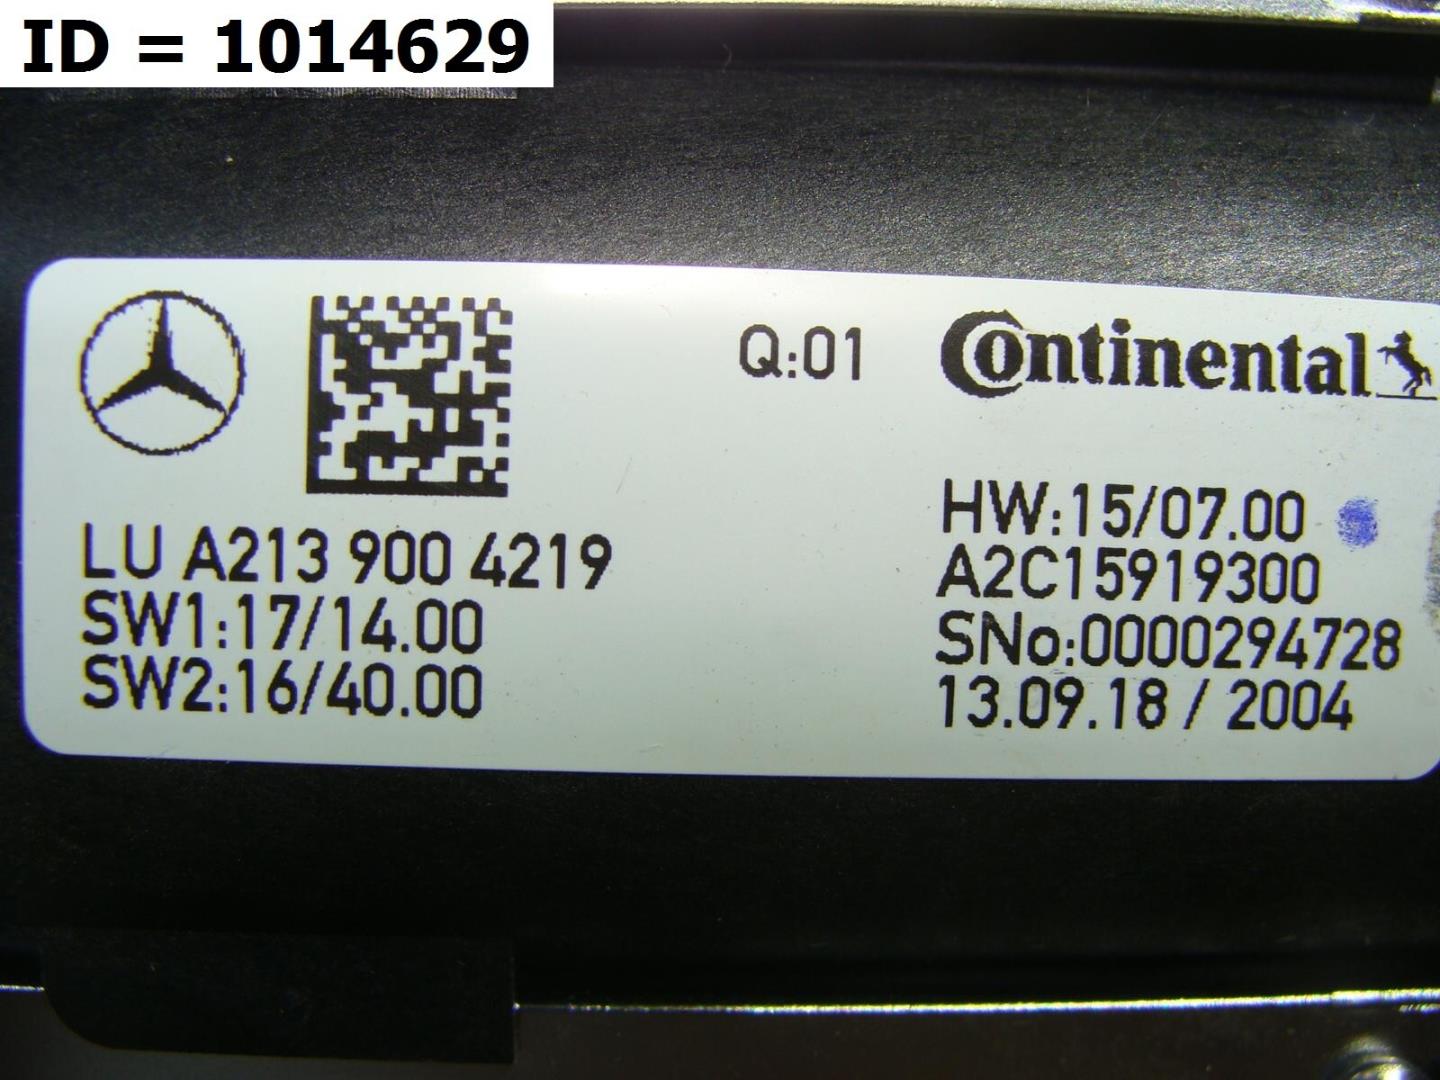 ID = 1014629
Q:01
Continental
LU A213 900 4219
SW1:17/14.00
SW2:16/40.00
HW:15/07.00
A2C15919300
SNo:0000294728
13.09.18 / 2004